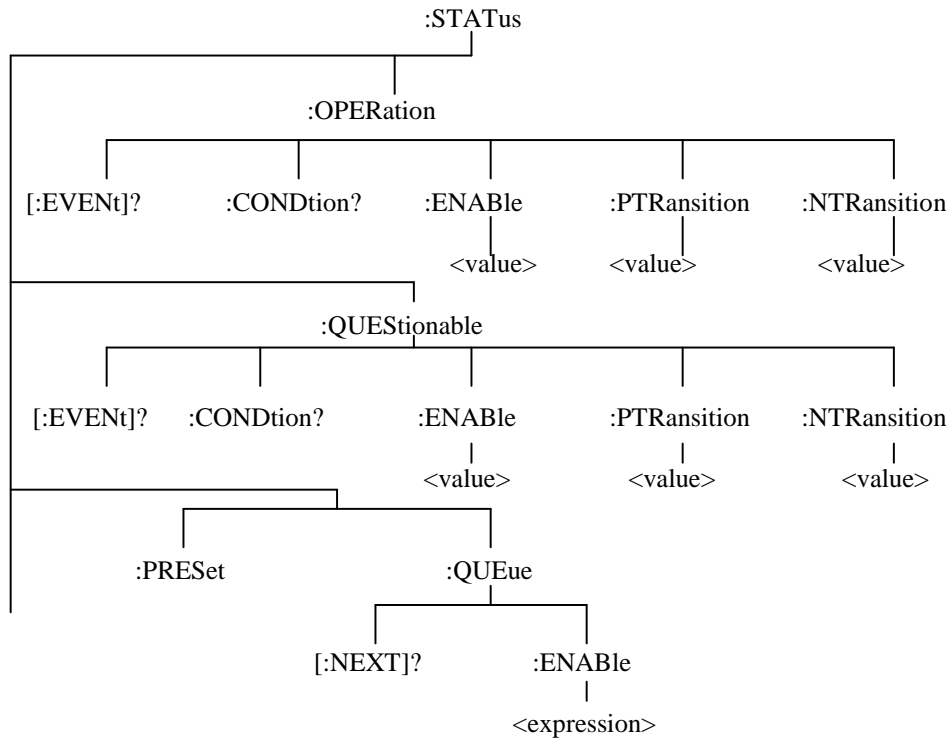 :STATus
:OPERation
[:EVENt]? :CONDtion? :ENABle :PTRansition :NTRansition
<value> <value> <value>
:QUEStionable
[:EVENt]? :CONDtion? :ENABle :PTRansition :NTRansition
<value> <value> <value>
:PRESet :QUEue
[:NEXT]? :ENABle
<expression>